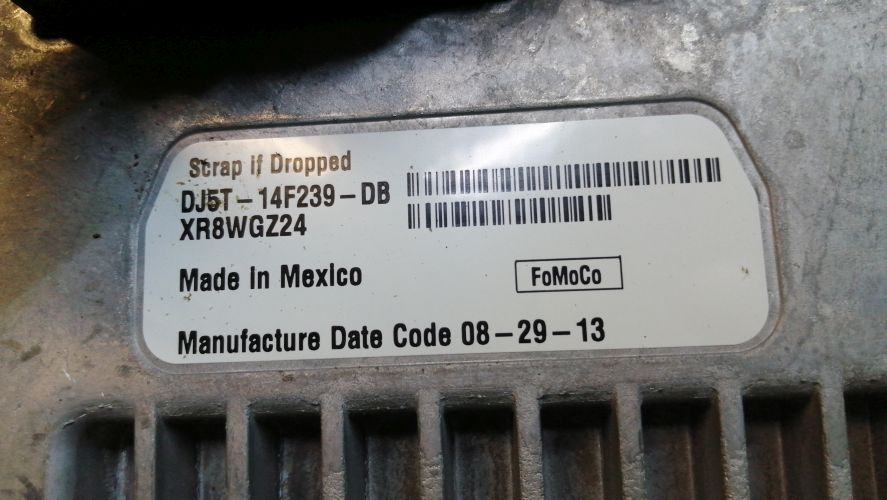 Scrap if Dropped
DJ5T-14F239-DB
XR8WGZ24
Made in Mexico
FoMoCo
Manufacture Date Code 08-29-13